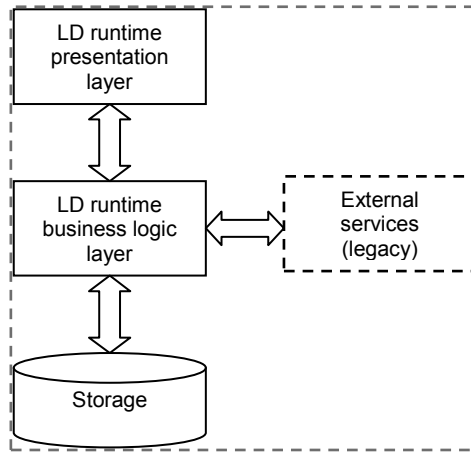 LD runtime
presentation
layer
LD runtime
business logic
layer
External
services
(legacy)
Storage